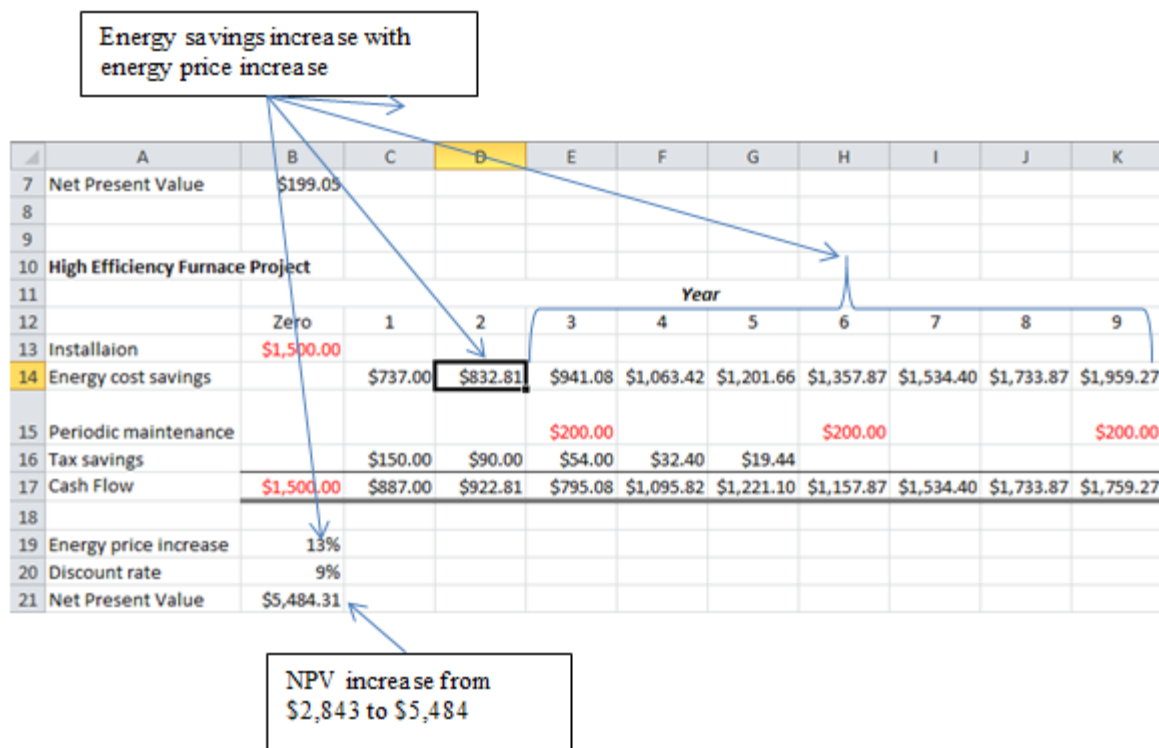 Energy savings increase with
energy price increase
A B C D E F G H I J K
7 Net Present Value $199.05
8
9
10 High Efficiency Furnace Project
11 Year
12 Zero 1 2 3 4 5 6 7 8 9
13 Installaion $1,500.00
14 Energy cost savings $737.00 $832.81 $941.08 $1,063.42 $1,201.66 $1,357.87 $1,534.40 $1,733.87 $1,959.27
15 Periodic maintenance $200.00 $200.00 $200.00
16 Tax savings $150.00 $90.00 $54.00 $32.40 $19.44
17 Cash Flow $1,500.00 $887.00 $922.81 $795.08 $1,095.82 $1,221.10 $1,157.87 $1,534.40 $1,733.87 $1,759.27
18
19 Energy price increase 13%
20 Discount rate 9%
21 Net Present Value $5,484.31
NPV increase from
$2,843 to $5,484